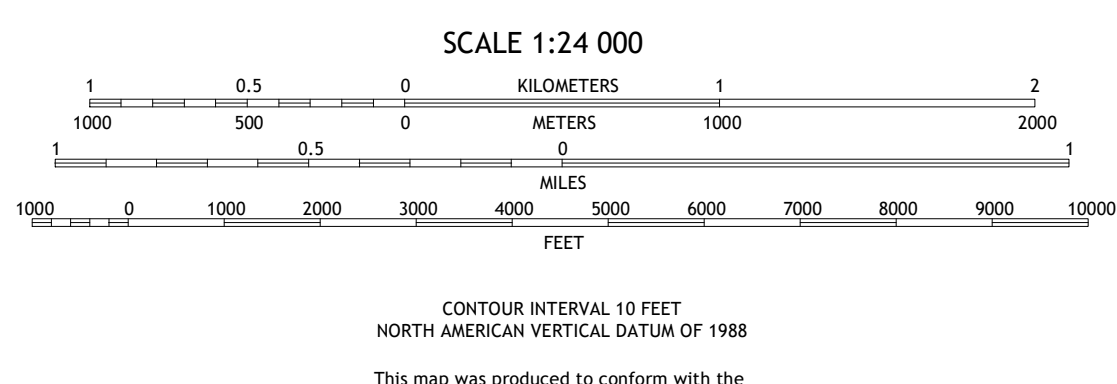 SCALE 1:24 000
1 0.5 0 KILOMETERS 1 2
1000 500 0 METERS 1000 2000
1 0.5 0 1
MILES
1000 0 1000 2000 3000 4000 5000 6000 7000 8000 9000 10000
FEET
CONTOUR INTERVAL 10 FEET
NORTH AMERICAN VERTICAL DATUM OF 1988
This map was produced to conform with the